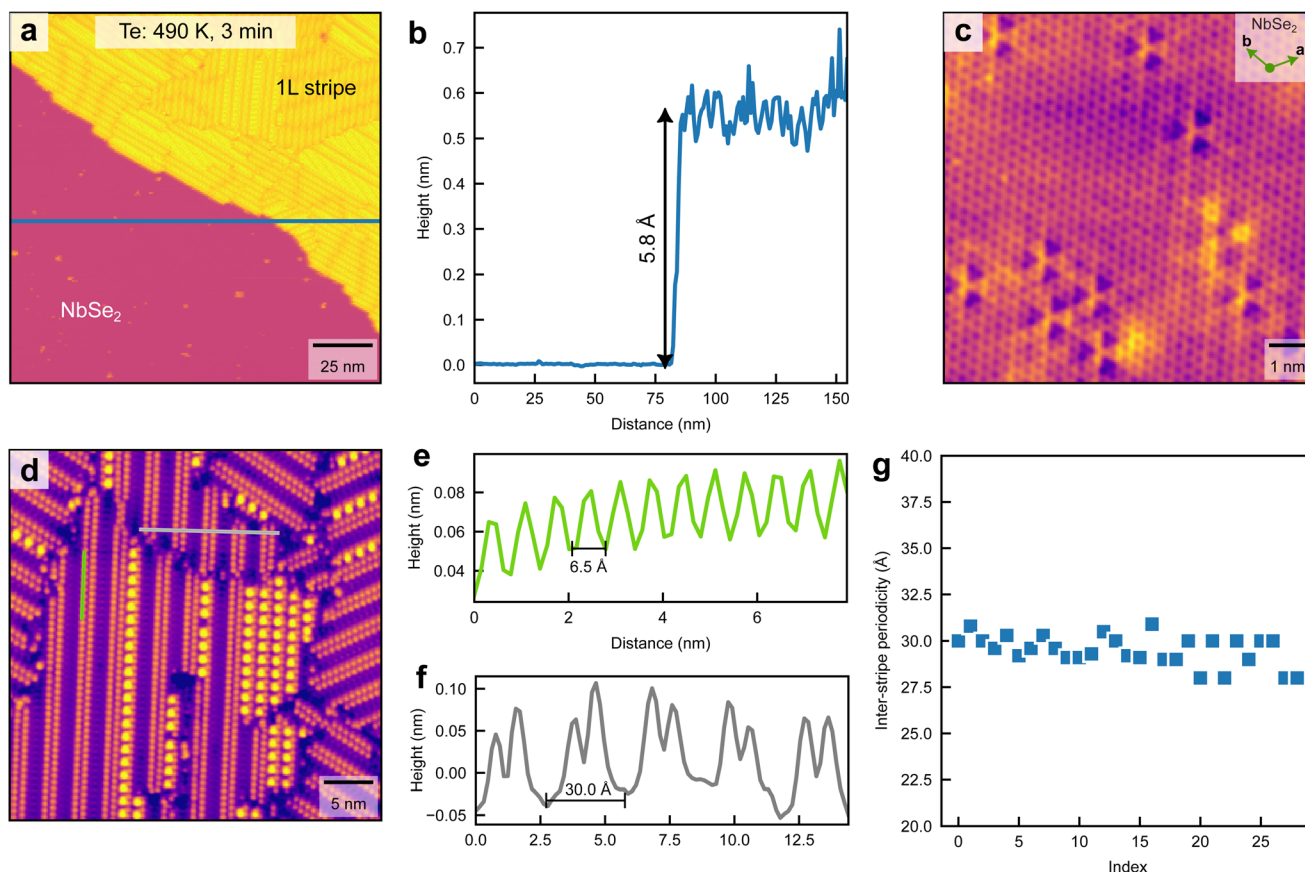 a
Te: 490 K, 3 min
1L stripe
NbSe₂
25 nm
b
0.7
0.6
0.5
0.4
0.3
0.2
0.1
0.0
Height (nm)
5.8 Å
0
25
50
75
100
125
150
Distance (nm)
c
NbSe₂
b
a
1 nm
d
5 nm
e
0.08
0.06
0.04
Height (nm)
6.5 Å
0
2
4
6
Distance (nm)
f
0.10
0.05
0.00
−0.05
Height (nm)
30.0 Å
0.0
2.5
5.0
7.5
10.0
12.5
g
40.0
37.5
35.0
32.5
30.0
27.5
25.0
22.5
20.0
Inter-stripe periodicity (Å)
0
5
10
15
20
25
Index